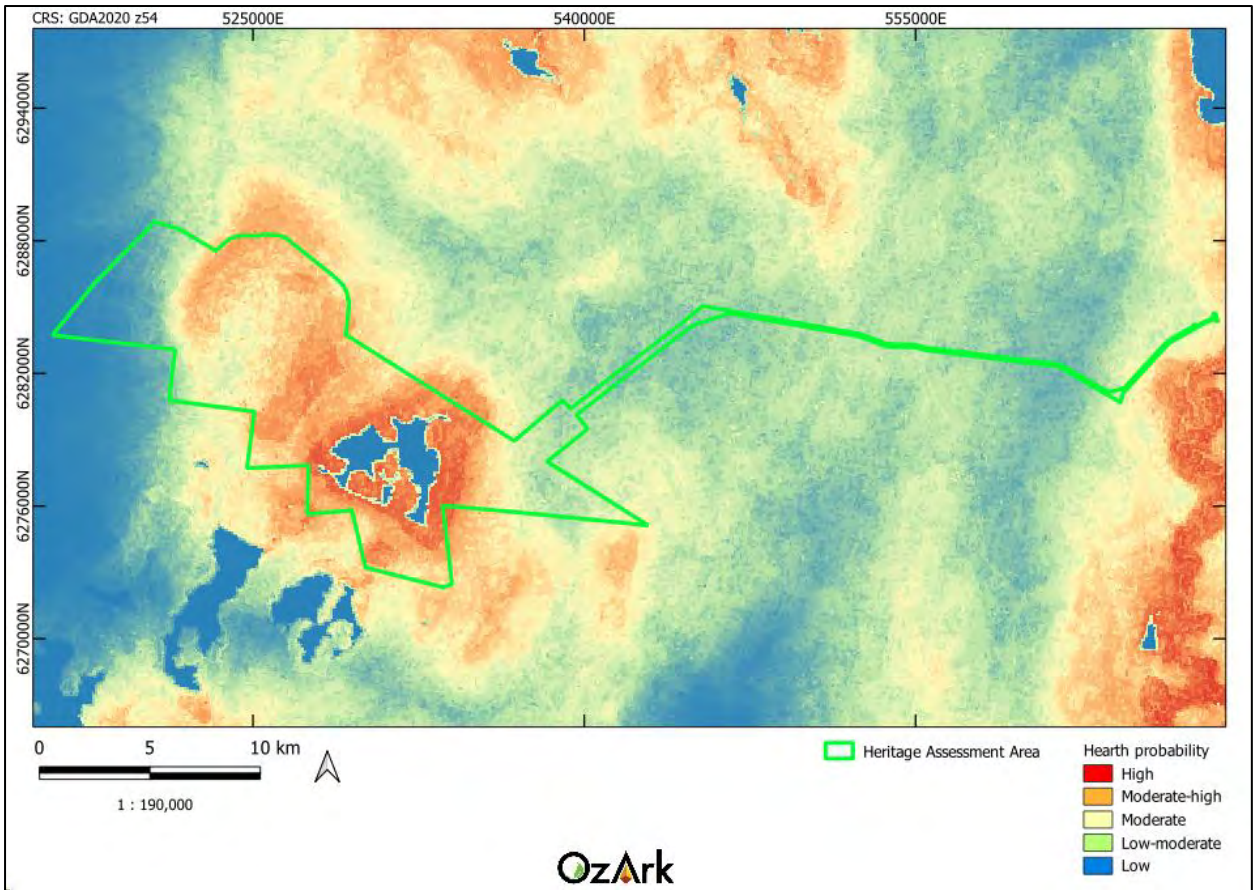 CRS: GDA2020 z54
525000E
540000E
555000E
6294000N
6288000N
6282000N
6276000N
6270000N
0 5 10 km
1 : 190,000
Heritage Assessment Area
Hearth probability
High
Moderate-high
Moderate
Low-moderate
Low
OzArk